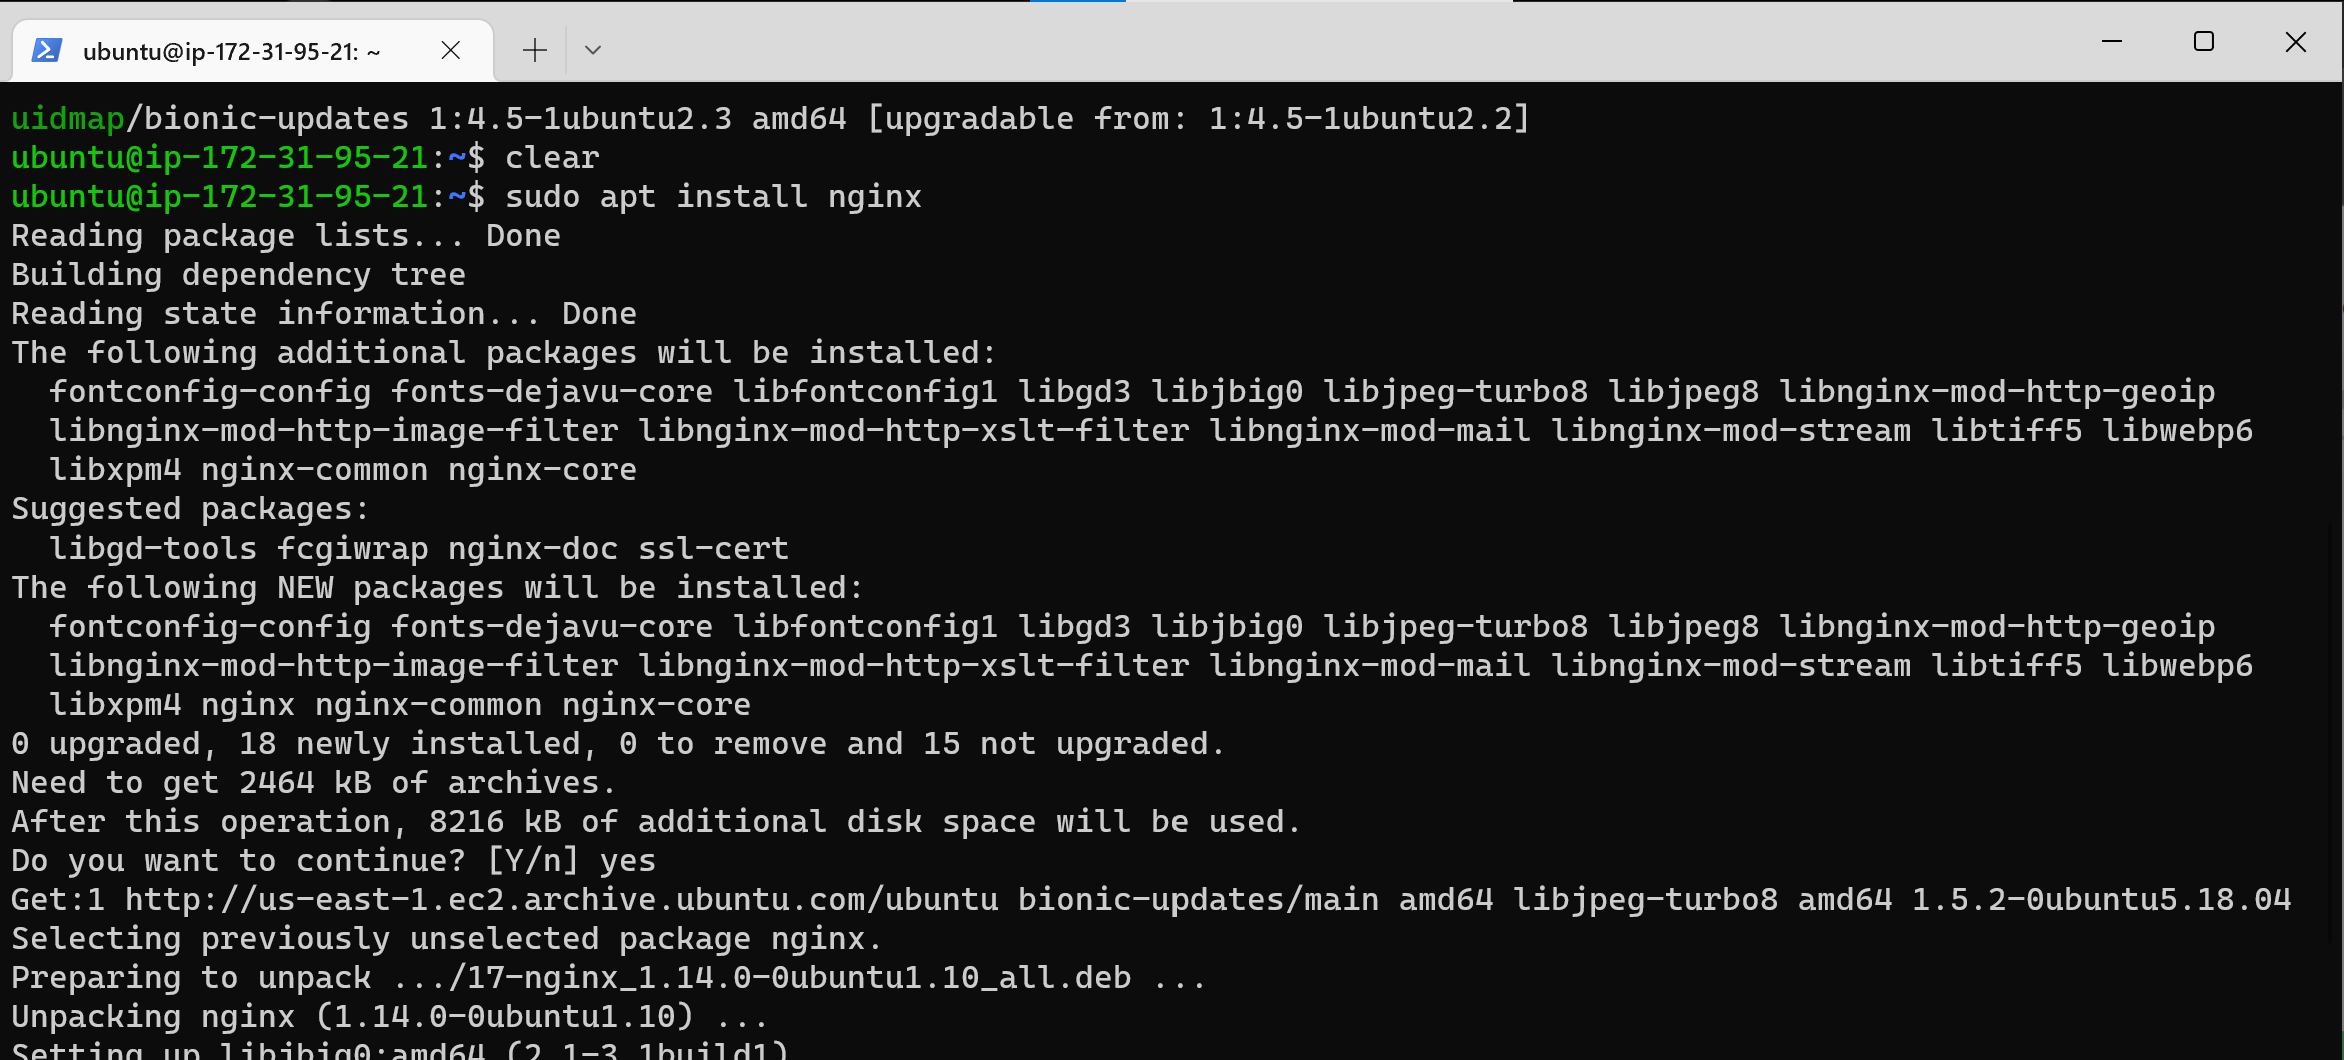 ubuntu@ip-172-31-95-21: ~
uidmap/bionic-updates 1:4.5-1ubuntu2.3 amd64 [upgradable from: 1:4.5-1ubuntu2.2]
ubuntu@ip-172-31-95-21:~$ clear
ubuntu@ip-172-31-95-21:~$ sudo apt install nginx
Reading package lists... Done
Building dependency tree
Reading state information... Done
The following additional packages will be installed:
  fontconfig-config fonts-dejavu-core libfontconfig1 libgd3 libjbig0 libjpeg-turbo8 libjpeg8 libnginx-mod-http-geoip
  libnginx-mod-http-image-filter libnginx-mod-http-xslt-filter libnginx-mod-mail libnginx-mod-stream libtiff5 libwebp6
  libxpm4 nginx-common nginx-core
Suggested packages:
  libgd-tools fcgiwrap nginx-doc ssl-cert
The following NEW packages will be installed:
  fontconfig-config fonts-dejavu-core libfontconfig1 libgd3 libjbig0 libjpeg-turbo8 libjpeg8 libnginx-mod-http-geoip
  libnginx-mod-http-image-filter libnginx-mod-http-xslt-filter libnginx-mod-mail libnginx-mod-stream libtiff5 libwebp6
  libxpm4 nginx nginx-common nginx-core
0 upgraded, 18 newly installed, 0 to remove and 15 not upgraded.
Need to get 2464 kB of archives.
After this operation, 8216 kB of additional disk space will be used.
Do you want to continue? [Y/n] yes
Get:1 http://us-east-1.ec2.archive.ubuntu.com/ubuntu bionic-updates/main amd64 libjpeg-turbo8 amd64 1.5.2-0ubuntu5.18.04
Selecting previously unselected package nginx.
Preparing to unpack .../17-nginx_1.14.0-0ubuntu1.10_all.deb ...
Unpacking nginx (1.14.0-0ubuntu1.10) ...
Setting up libjbig0:amd64 (2.1-3.1build1)